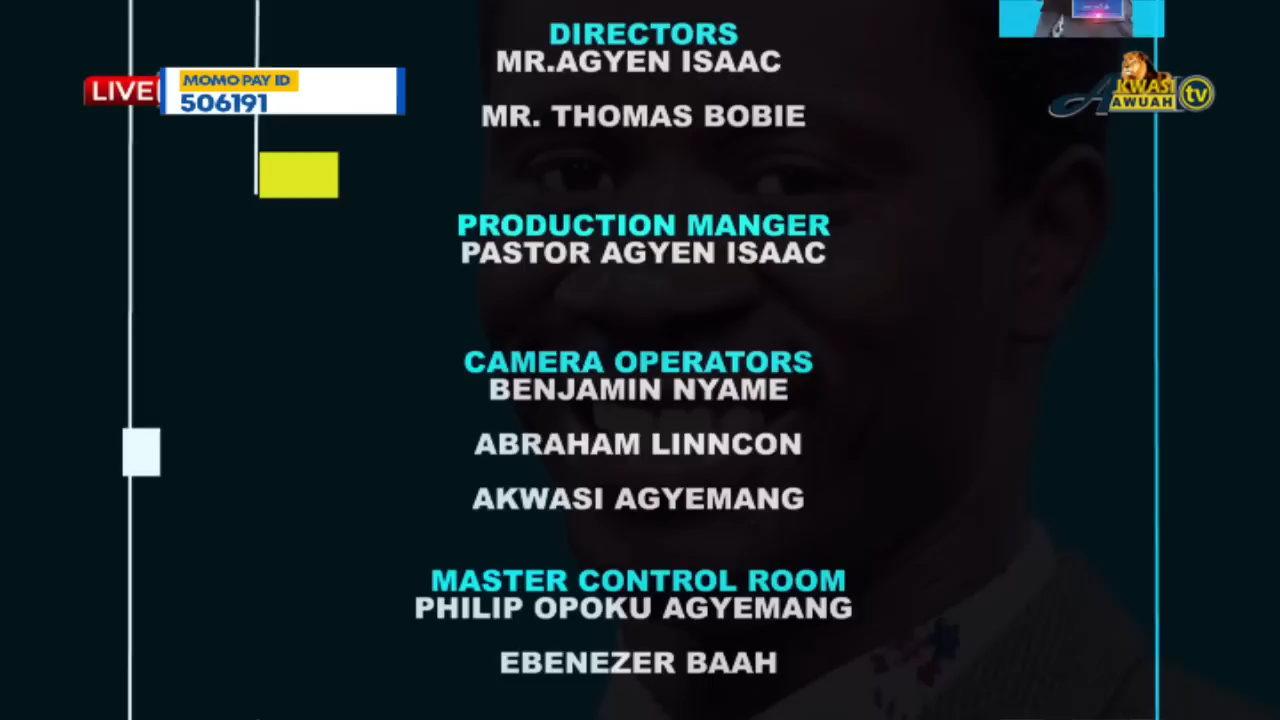 DIRECTORS
MR.AGYEN ISAAC
MR. THOMAS BOBIE
LIVE
MOMO PAY ID
506191
KWASI
AWUAH
tv
PRODUCTION MANGER
PASTOR AGYEN ISAAC
CAMERA OPERATORS
BENJAMIN NYAME
ABRAHAM LINNCON
AKWASI AGYEMANG
MASTER CONTROL ROOM
PHILIP OPOKU AGYEMANG
EBENEZER BAAH